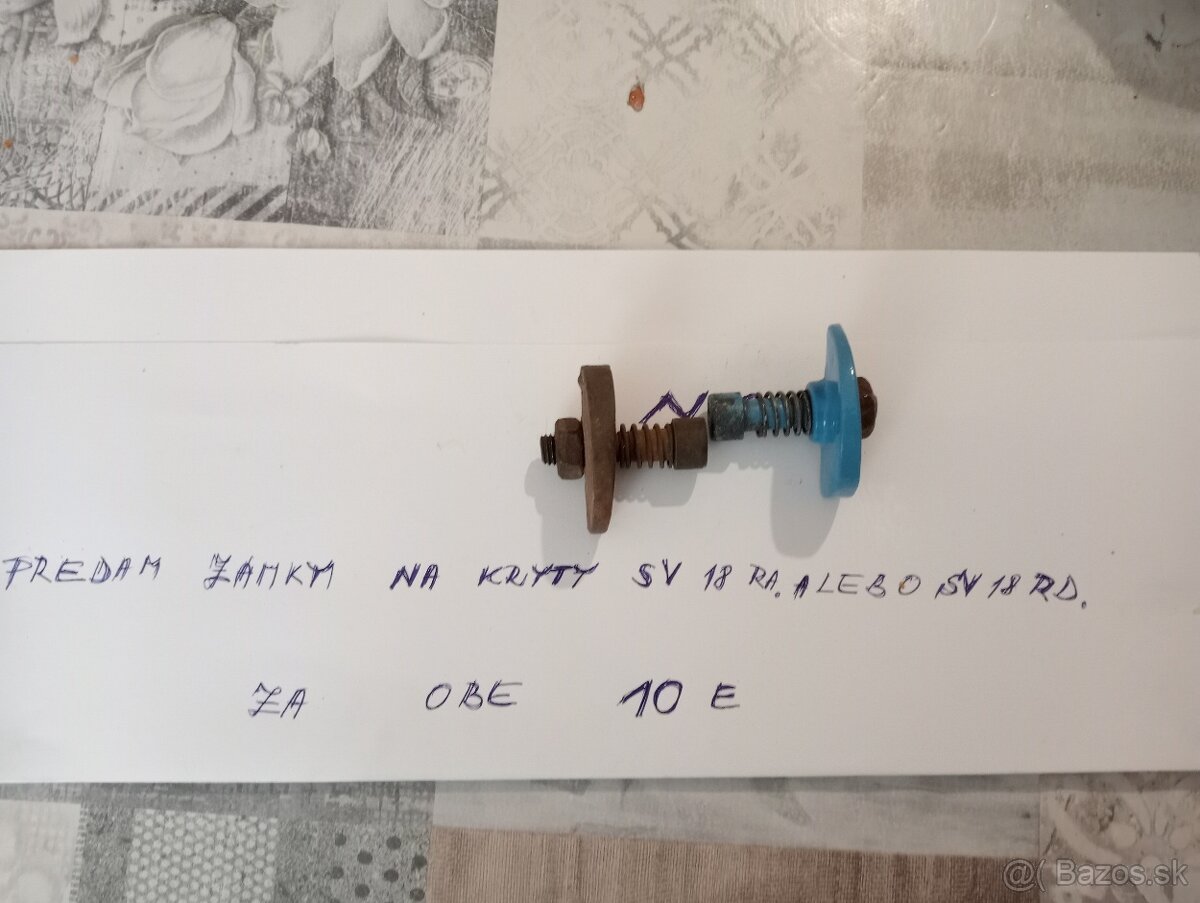 PREDAM ZAMKY NA KRYTY SV 18 RA. ALEBO SV 18 RD.
ZA OBE 10 E
@( Bazos.sk